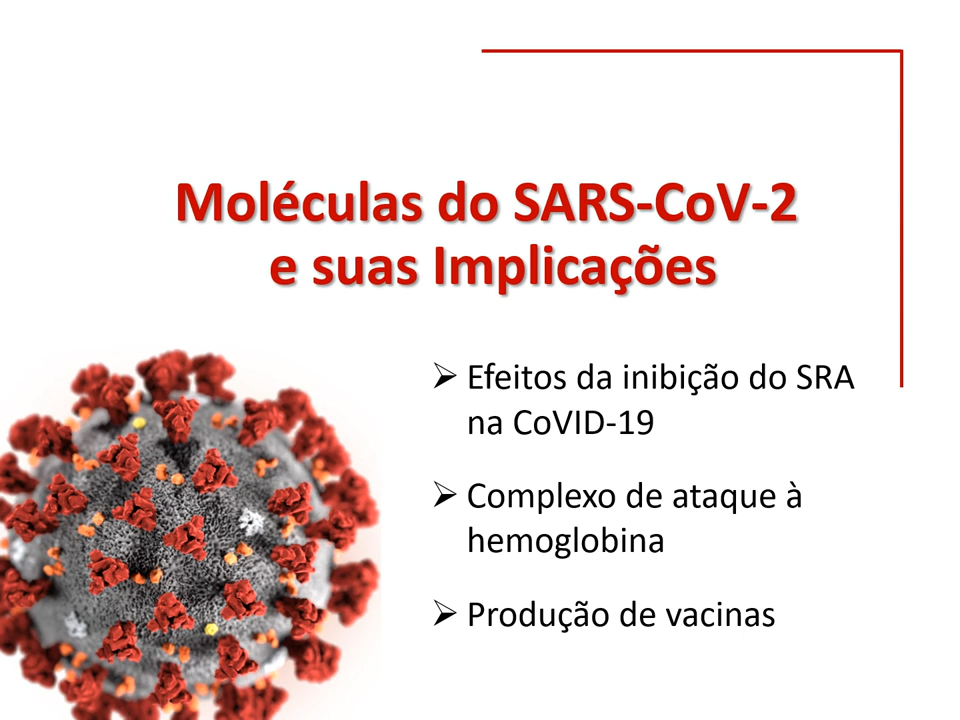 Moléculas do SARS-CoV-2
e suas Implicações
➢ Efeitos da inibição do SRA
na CoVID-19
➢ Complexo de ataque à
hemoglobina
➢ Produção de vacinas